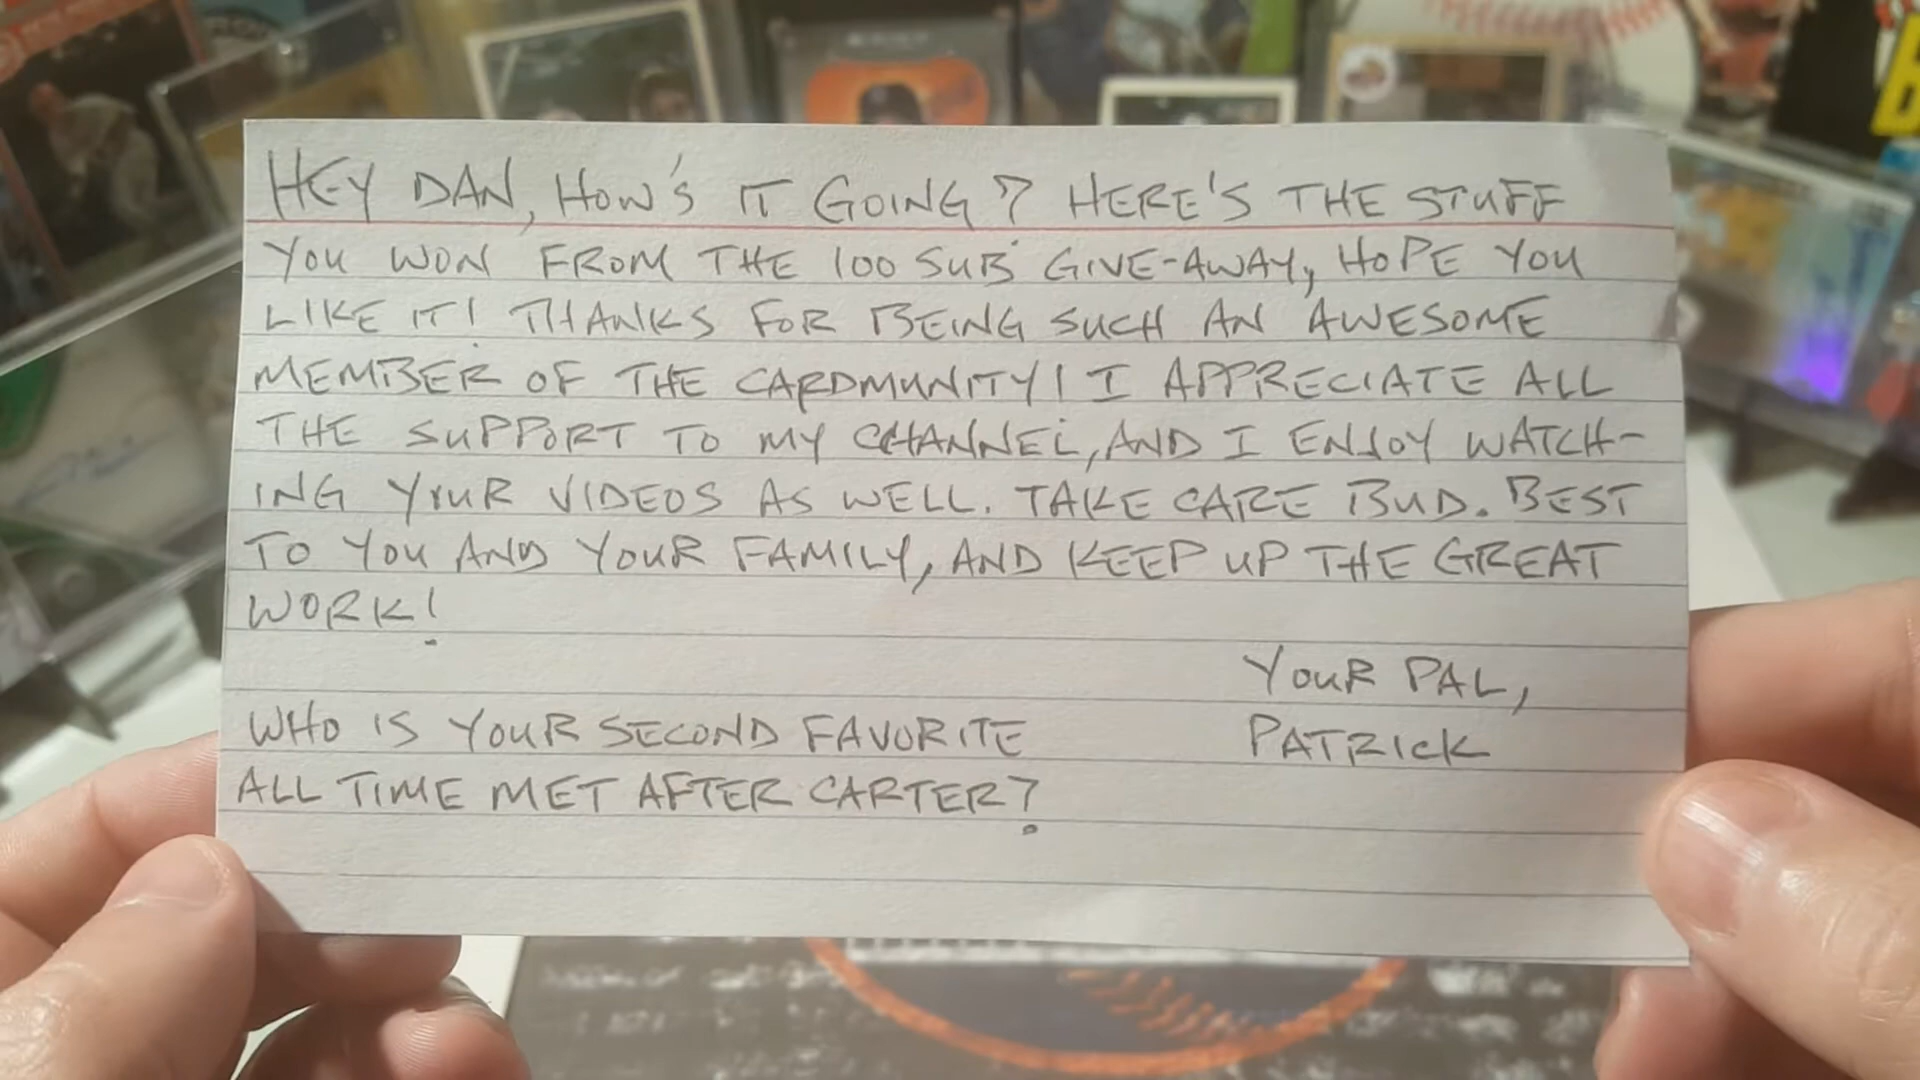 HEY DAN, HOW'S IT GOING? HERE'S THE STUFF
YOU WON FROM THE 100 SUB GIVE-AWAY, HOPE YOU
LIKE IT! THANKS FOR BEING SUCH AN AWESOME
MEMBER OF THE CARDMUNITY! I APPRECIATE ALL
THE SUPPORT TO MY CHANNEL, AND I ENJOY WATCH-
ING YOUR VIDEOS AS WELL. TAKE CARE BUD. BEST
TO YOU AND YOUR FAMILY, AND KEEP UP THE GREAT
WORK!
YOUR PAL,
PATRICK
WHO IS YOUR SECOND FAVORITE
ALL TIME MET AFTER CARTER?